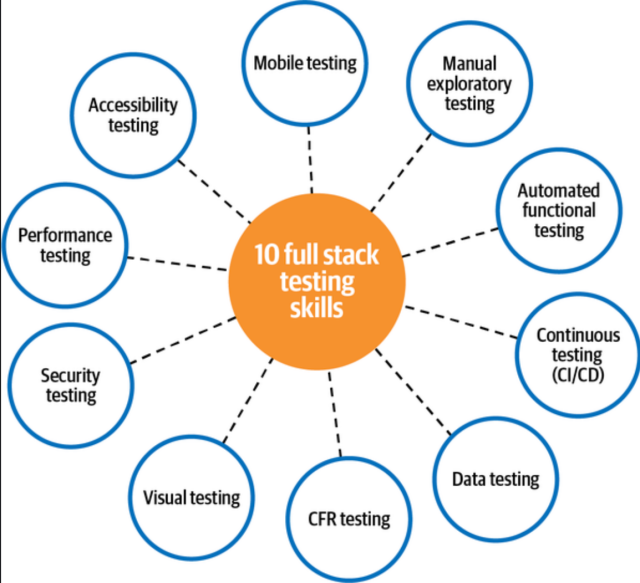 Mobile testing
Manual
exploratory
testing
Accessibility
testing
Automated
functional
testing
Performance
testing
10 full stack
testing
skills
Continuous
testing
(CI/CD)
Security
testing
Data testing
Visual testing
CFR testing